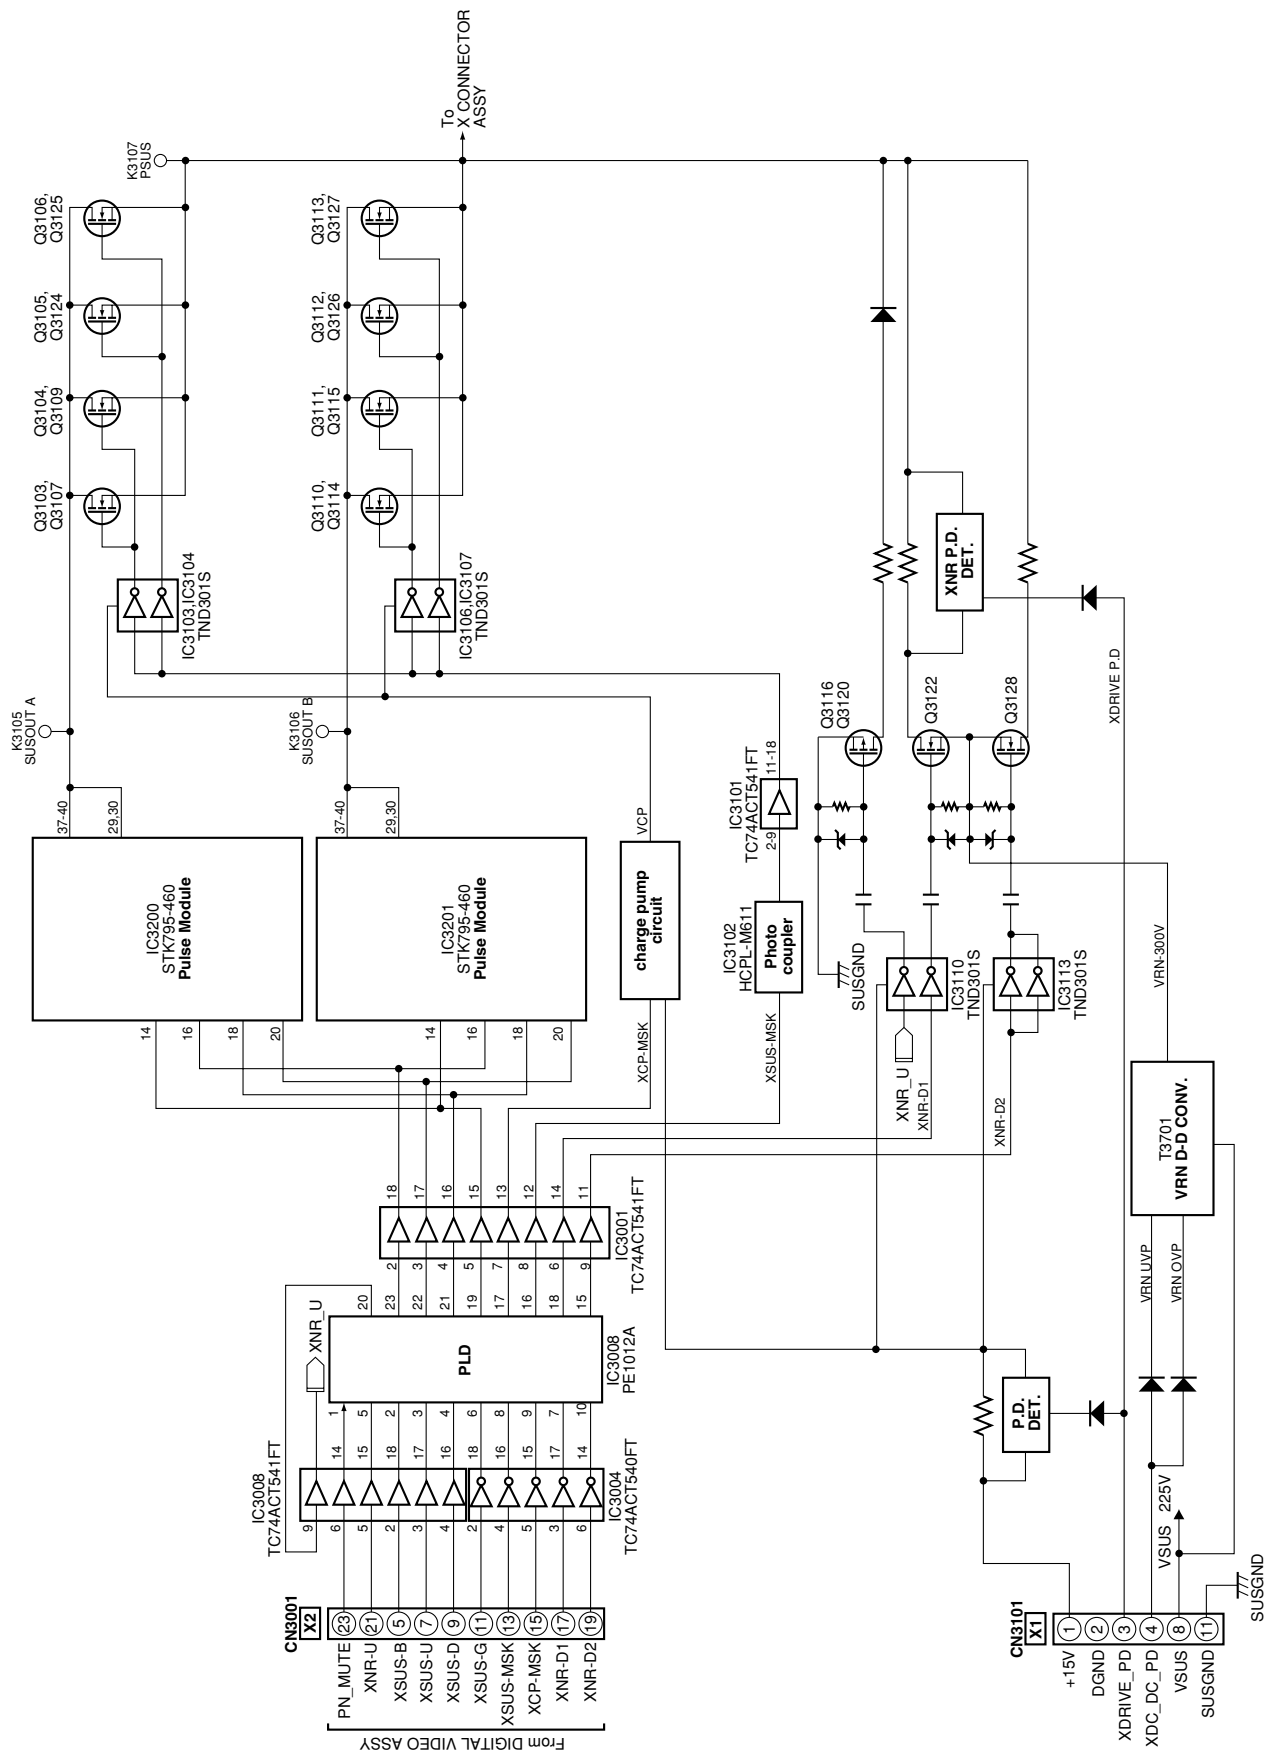 K3107
PSUS
To
X CONNECTOR
ASSY
Q3106,
Q3125
Q3105,
Q3124
Q3104,
Q3109
Q3103,
Q3107
Q3113,
Q3127
Q3112,
Q3126
Q3111,
Q3115
Q3110,
Q3114
IC3103,IC3104
TND301S
IC3106,IC3107
TND301S
K3105
SUSOUT A
K3106
SUSOUT B
37-40
29,30
37-40
29,30
IC3200
STK795-460
Pulse Module
IC3201
STK795-460
Pulse Module
14
16
18
20
14
16
18
20
VCP
charge pump
circuit
XCP-MSK
IC3101
TC74ACT541FT
2-9
11-18
IC3102
HCPL-M611
Photo
coupler
XSUS-MSK
Q3116
Q3120
Q3122
Q3128
XNR P.D.
DET.
XDRIVE P.D
SUSGND
IC3110
TND301S
IC3113
TND301S
XNR_U
XNR-D1
XNR-D2
VRN-300V
T3701
VRN D-D CONV.
VRN UVP
VRN OVP
P.D.
DET.
VSUS 225V
SUSGND
18
17
16
15
13
12
14
11
IC3001
TC74ACT541FT
2
3
4
5
7
8
6
9
XNR_U
20
23
22
21
19
17
16
18
15
PLD
IC3008
PE1012A
1
5
2
3
4
6
8
9
7
10
14
15
18
17
16
18
16
15
17
14
IC3008
TC74ACT541FT
IC3004
TC74ACT540FT
9
6
5
2
3
4
2
4
5
3
6
CN3001
X2
23
21
5
7
9
11
13
15
17
19
PN_MUTE
XNR-U
XSUS-B
XSUS-U
XSUS-D
XSUS-G
XSUS-MSK
XCP-MSK
XNR-D1
XNR-D2
From DIGITAL VIDEO ASSY
CN3101
X1
1
2
3
4
8
11
+15V
DGND
XDRIVE_PD
XDC_DC_PD
VSUS
SUSGND